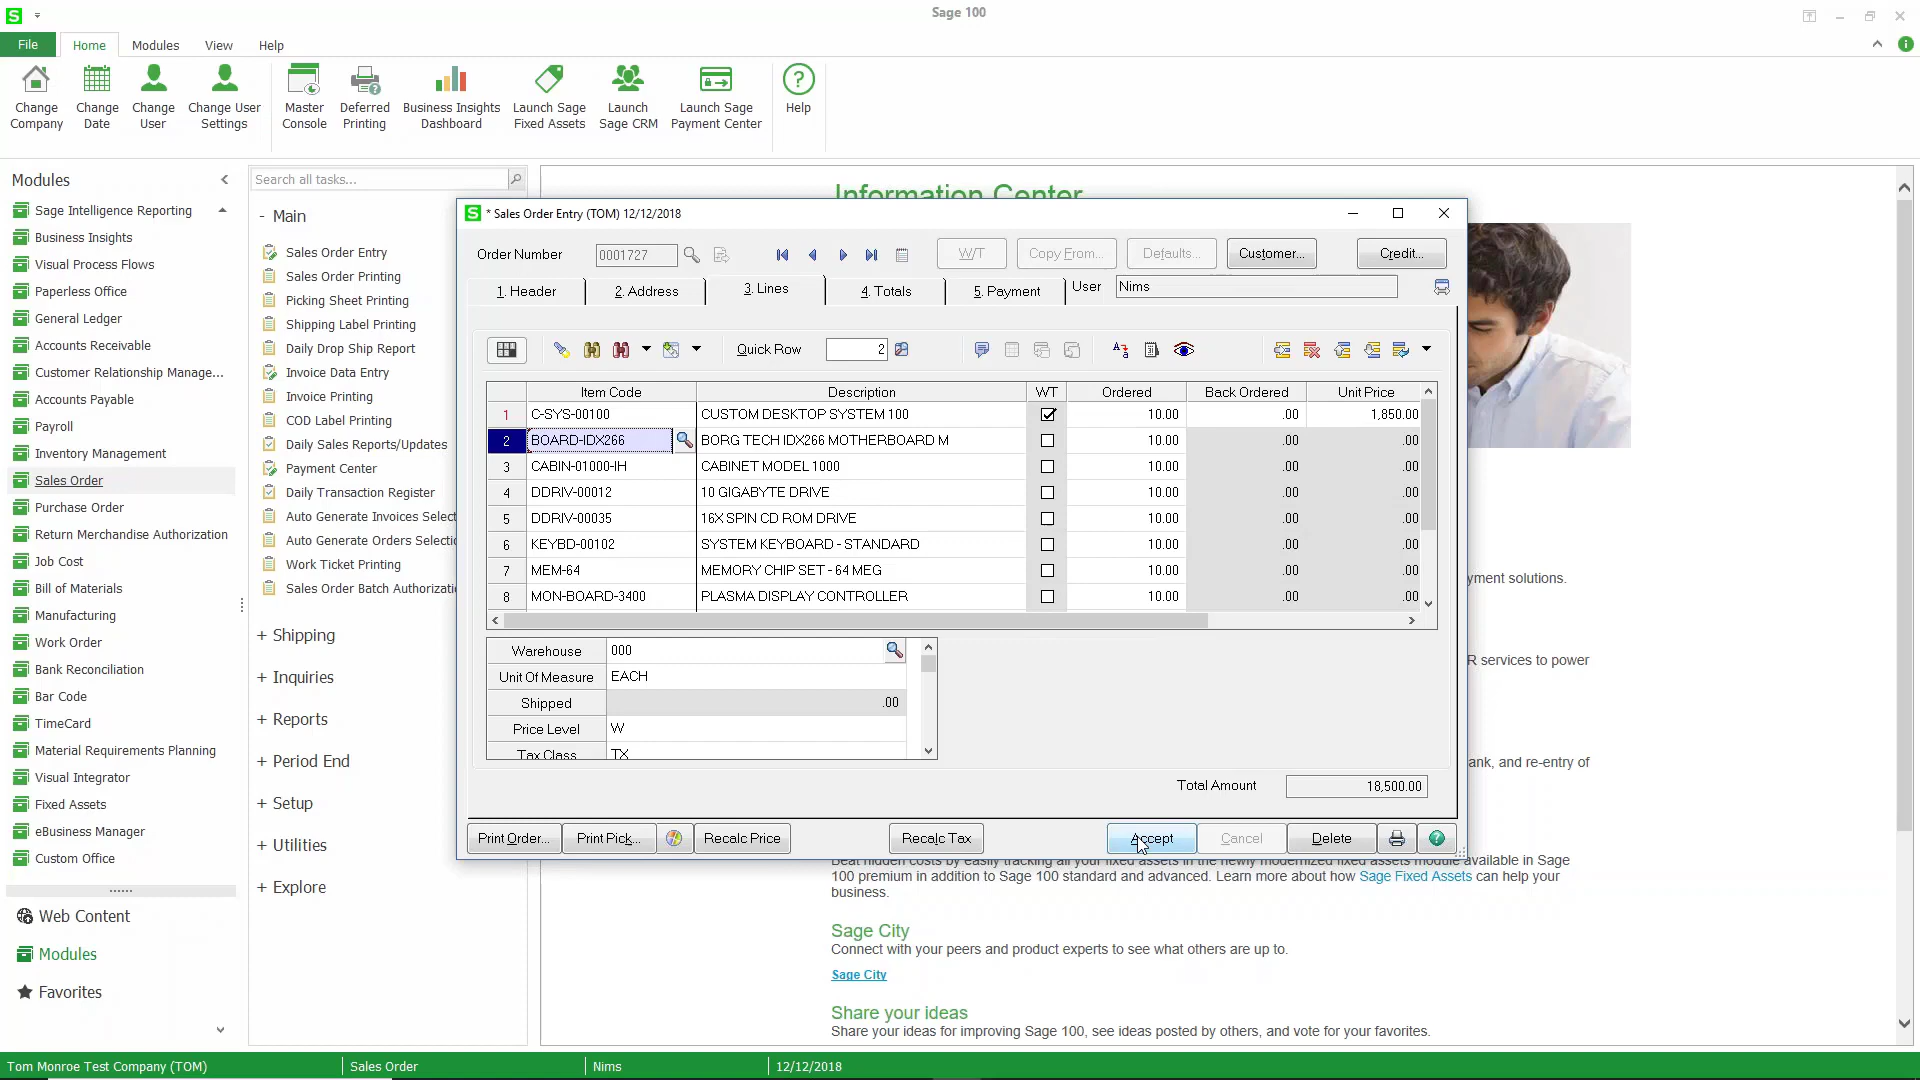 Sage 100
File
Home
Modules
View
Help
Change Company
Change Date
Change User
Change User Settings
Master Console
Deferred Printing
Business Insights Dashboard
Launch Sage Fixed Assets
Launch Sage CRM
Launch Sage Payment Center
Help
Modules
Sage Intelligence Reporting
Business Insights
Visual Process Flows
Paperless Office
General Ledger
Accounts Receivable
Customer Relationship Manage...
Accounts Payable
Payroll
Inventory Management
Sales Order
Purchase Order
Return Merchandise Authorization
Job Cost
Bill of Materials
Manufacturing
Work Order
Bank Reconciliation
Bar Code
TimeCard
Material Requirements Planning
Visual Integrator
Fixed Assets
eBusiness Manager
Custom Office
Web Content
Modules
Favorites
Search all tasks...
- Main
Sales Order Entry
Sales Order Printing
Picking Sheet Printing
Shipping Label Printing
Daily Drop Ship Report
Invoice Data Entry
Invoice Printing
COD Label Printing
Daily Sales Reports/Updates
Payment Center
Daily Transaction Register
Auto Generate Invoices Select
Auto Generate Orders Selectio
Work Ticket Printing
Sales Order Batch Authorizatio
+ Shipping
+ Inquiries
+ Reports
+ Period End
+ Setup
+ Utilities
+ Explore
Information Center
S * Sales Order Entry (TOM) 12/12/2018
Order Number 0001727 W/T Copy From... Defaults... Customer... Credit...
1. Header 2. Address 3. Lines 4. Totals 5. Payment User Nims
Quick Row 2
Item Code Description WT Ordered Back Ordered Unit Price
1 C-SYS-00100 CUSTOM DESKTOP SYSTEM 100 10.00 .00 1,850.00
2 BOARD-IDX266 BORG TECH IDX266 MOTHERBOARD M 10.00 .00 .00
3 CABIN-01000-IH CABINET MODEL 1000 10.00 .00 .00
4 DDRIV-00012 10 GIGABYTE DRIVE 10.00 .00 .00
5 DDRIV-00035 16X SPIN CD ROM DRIVE 10.00 .00 .00
6 KEYBD-00102 SYSTEM KEYBOARD - STANDARD 10.00 .00 .00
7 MEM-64 MEMORY CHIP SET - 64 MEG 10.00 .00 .00
8 MON-BOARD-3400 PLASMA DISPLAY CONTROLLER 10.00 .00 .00
Warehouse 000
Unit Of Measure EACH
Shipped .00
Price Level W
Tax Class TX
Total Amount 18,500.00
Print Order... Print Pick... Recalc Price Recalc Tax Accept Cancel Delete
yment solutions.
R services to power
ank, and re-entry of
Beat hidden costs by easily tracking all your fixed assets in the newly modernized fixed assets module available in Sage
100 premium in addition to Sage 100 standard and advanced. Learn more about how Sage Fixed Assets can help your
business.
Sage City
Connect with your peers and product experts to see what others are up to.
Sage City
Share your ideas
Share your ideas for improving Sage 100, see ideas posted by others, and vote for your favorites.
Tom Monroe Test Company (TOM) Sales Order Nims 12/12/2018